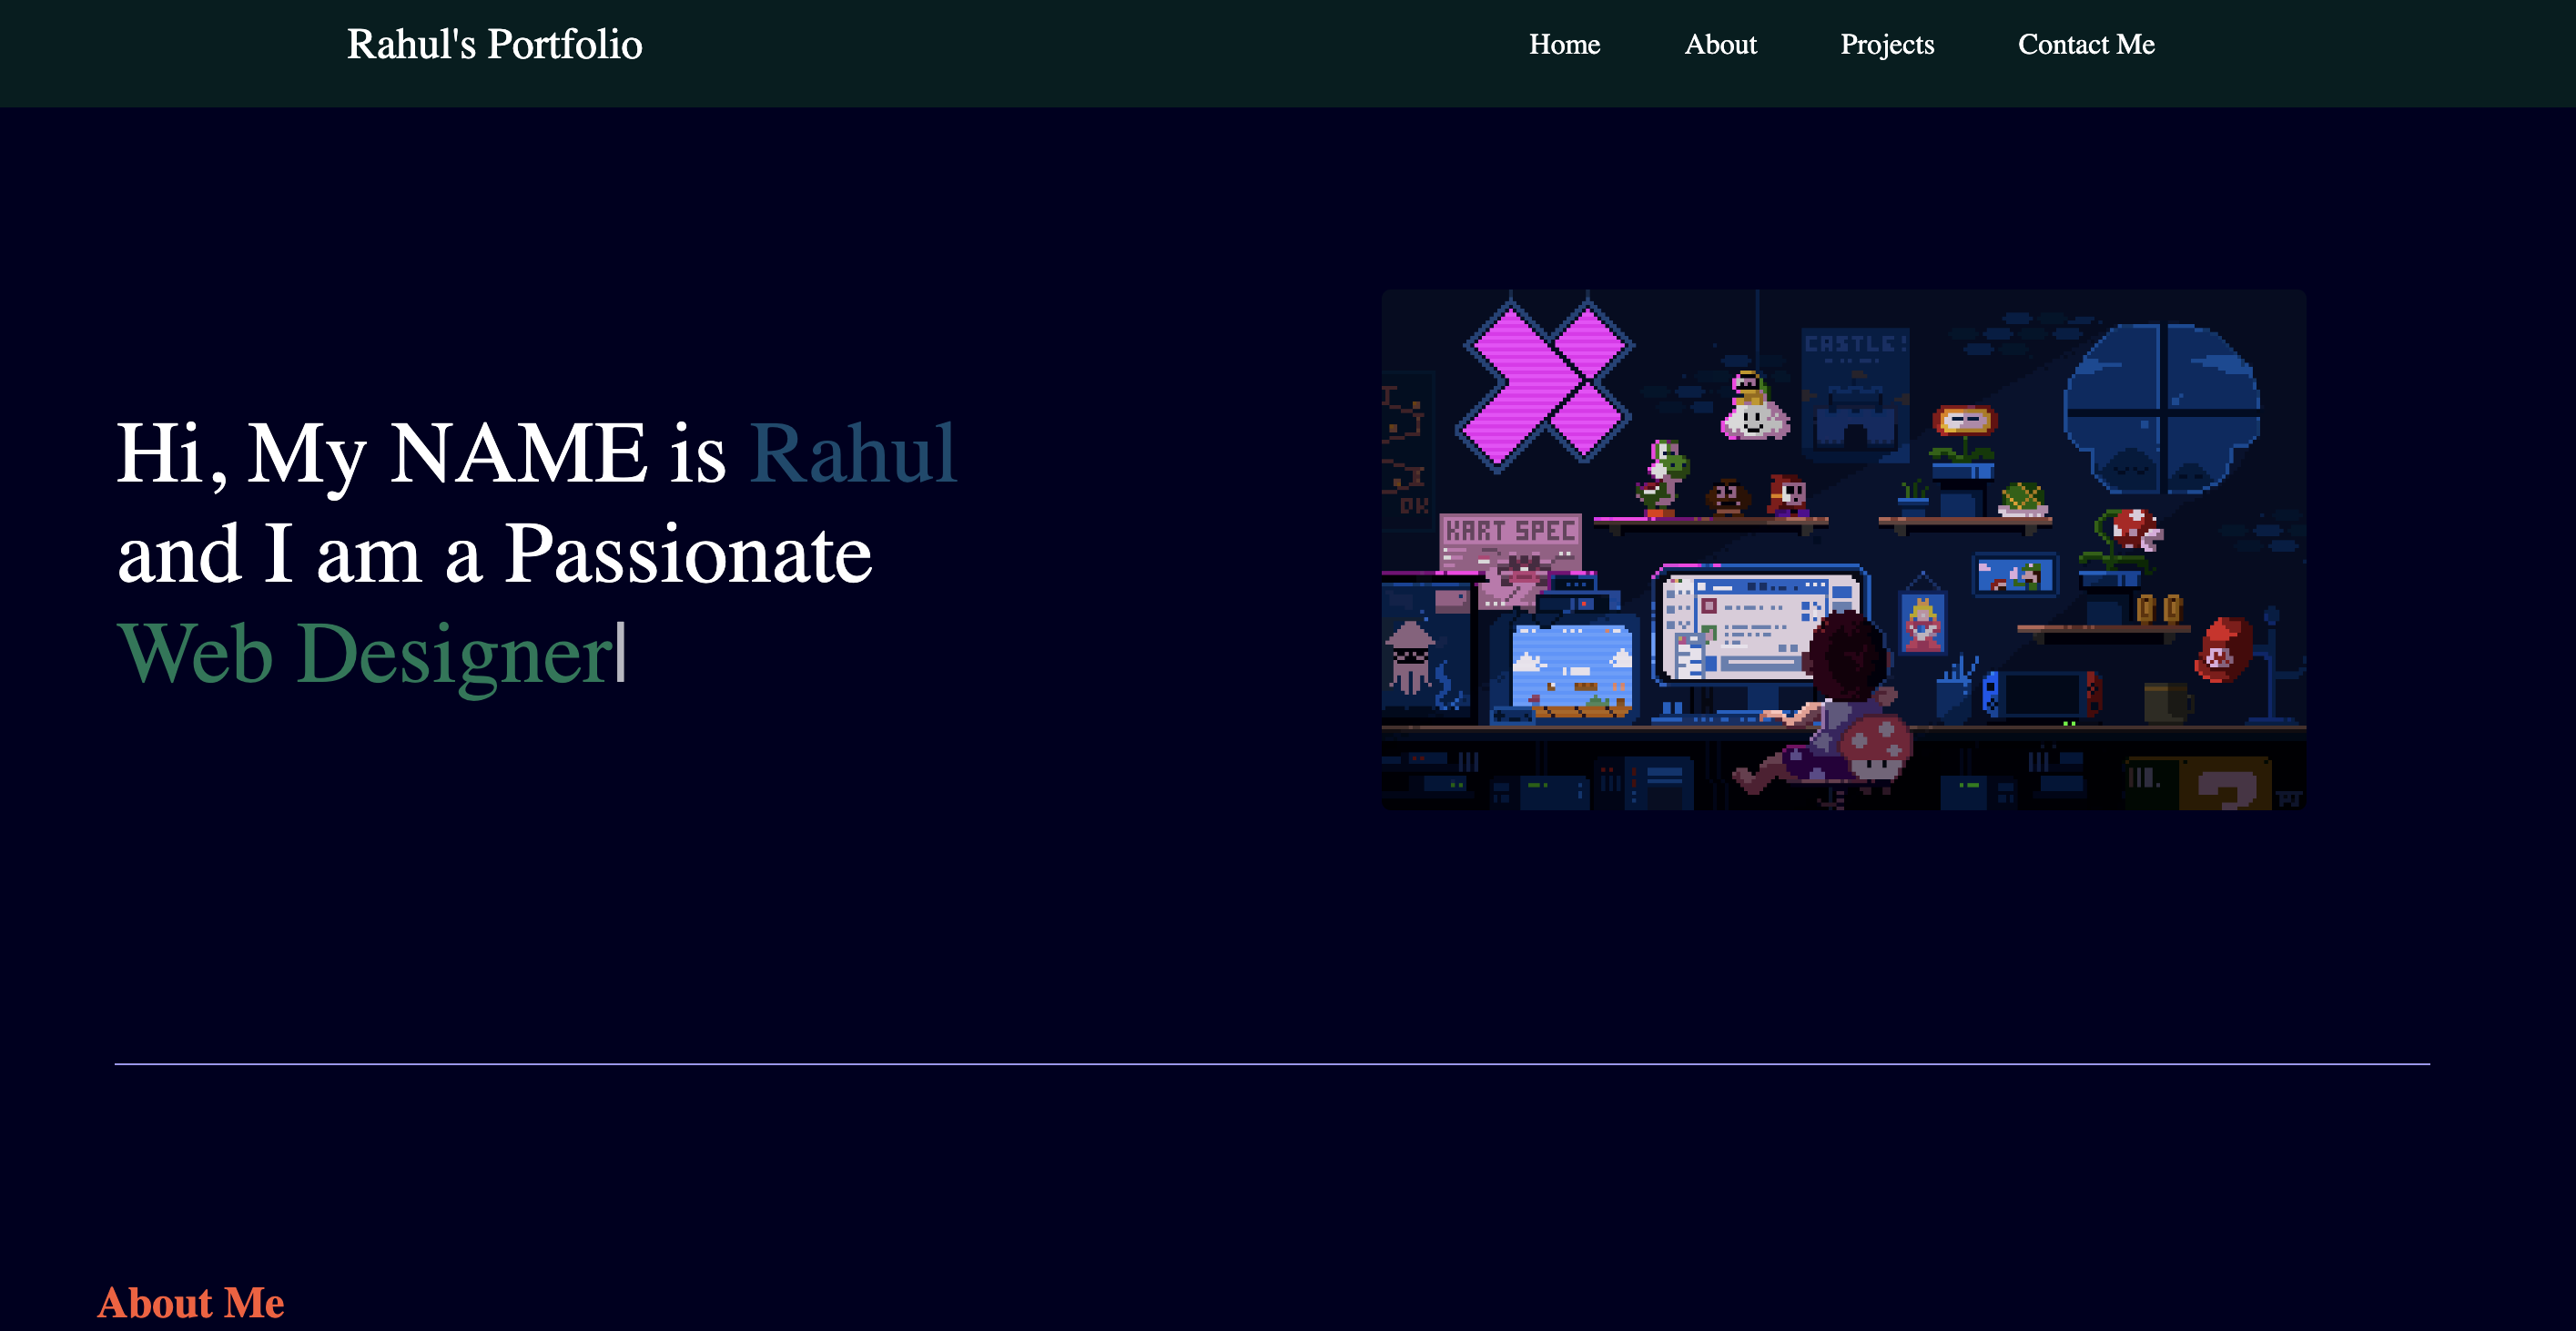 Rahul's Portfolio
Home About Projects Contact Me
Hi, My NAME is Rahul
and I am a Passionate
Web Designer
CASTLE!
DK
KART SPEC
?
About Me